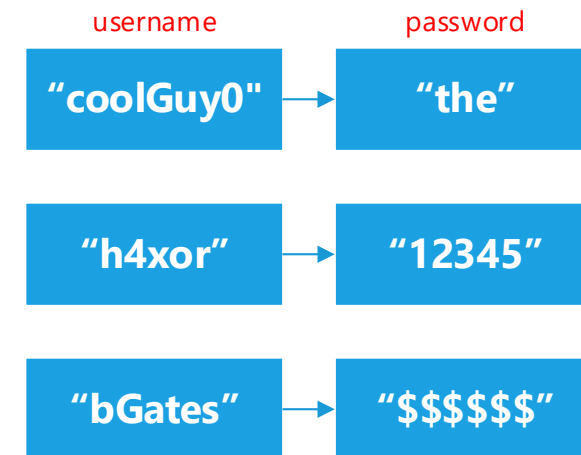 username password
“coolGuy0" “the”
“h4xor” “12345”
“bGates” “$$$$$$”